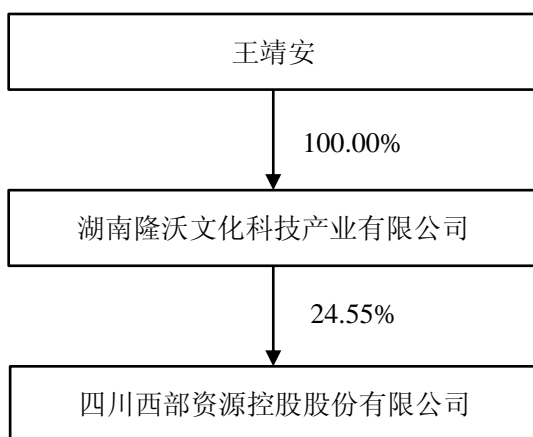 王靖安
100.00%
湖南隆沃文化科技产业有限公司
24.55%
四川西部资源控股股份有限公司